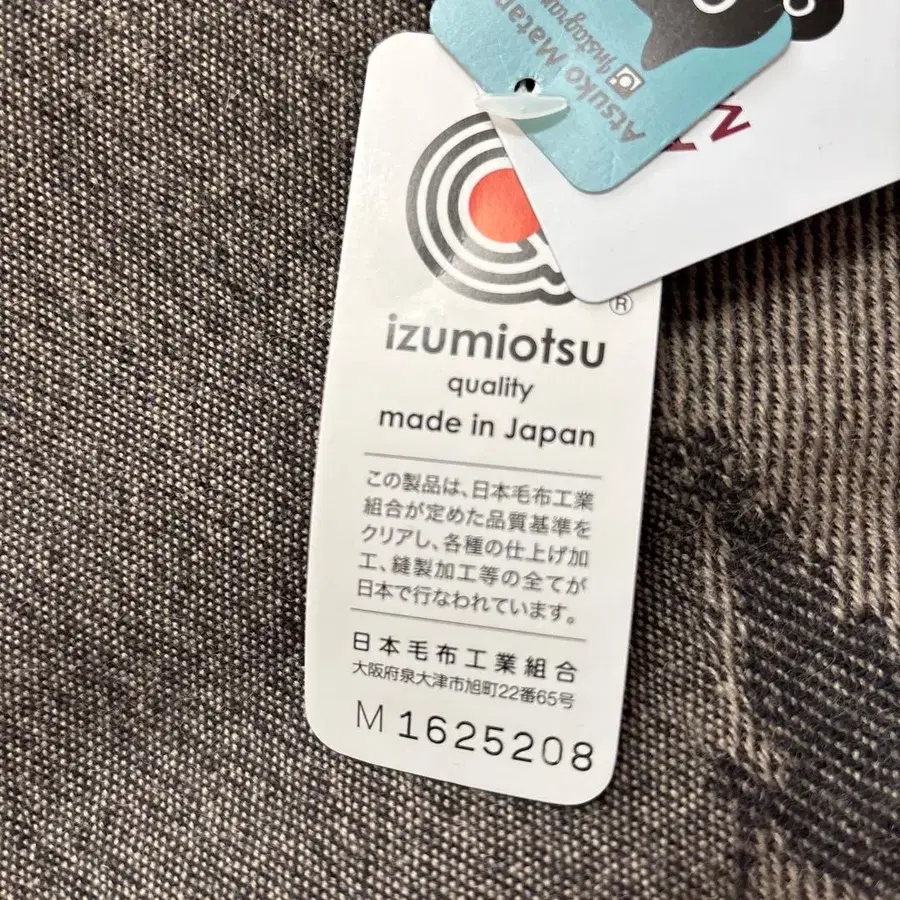 Atsuko Matano
Instagram
®
izumiotsu
quality
made in Japan
この製品は、日本毛布工業
組合が定めた品質基準を
クリアし、各種の仕上げ加
工、縫製加工等の全てが
日本で行なわれています。
日本毛布工業組合
大阪府泉大津市旭町22番65号
M 1625208